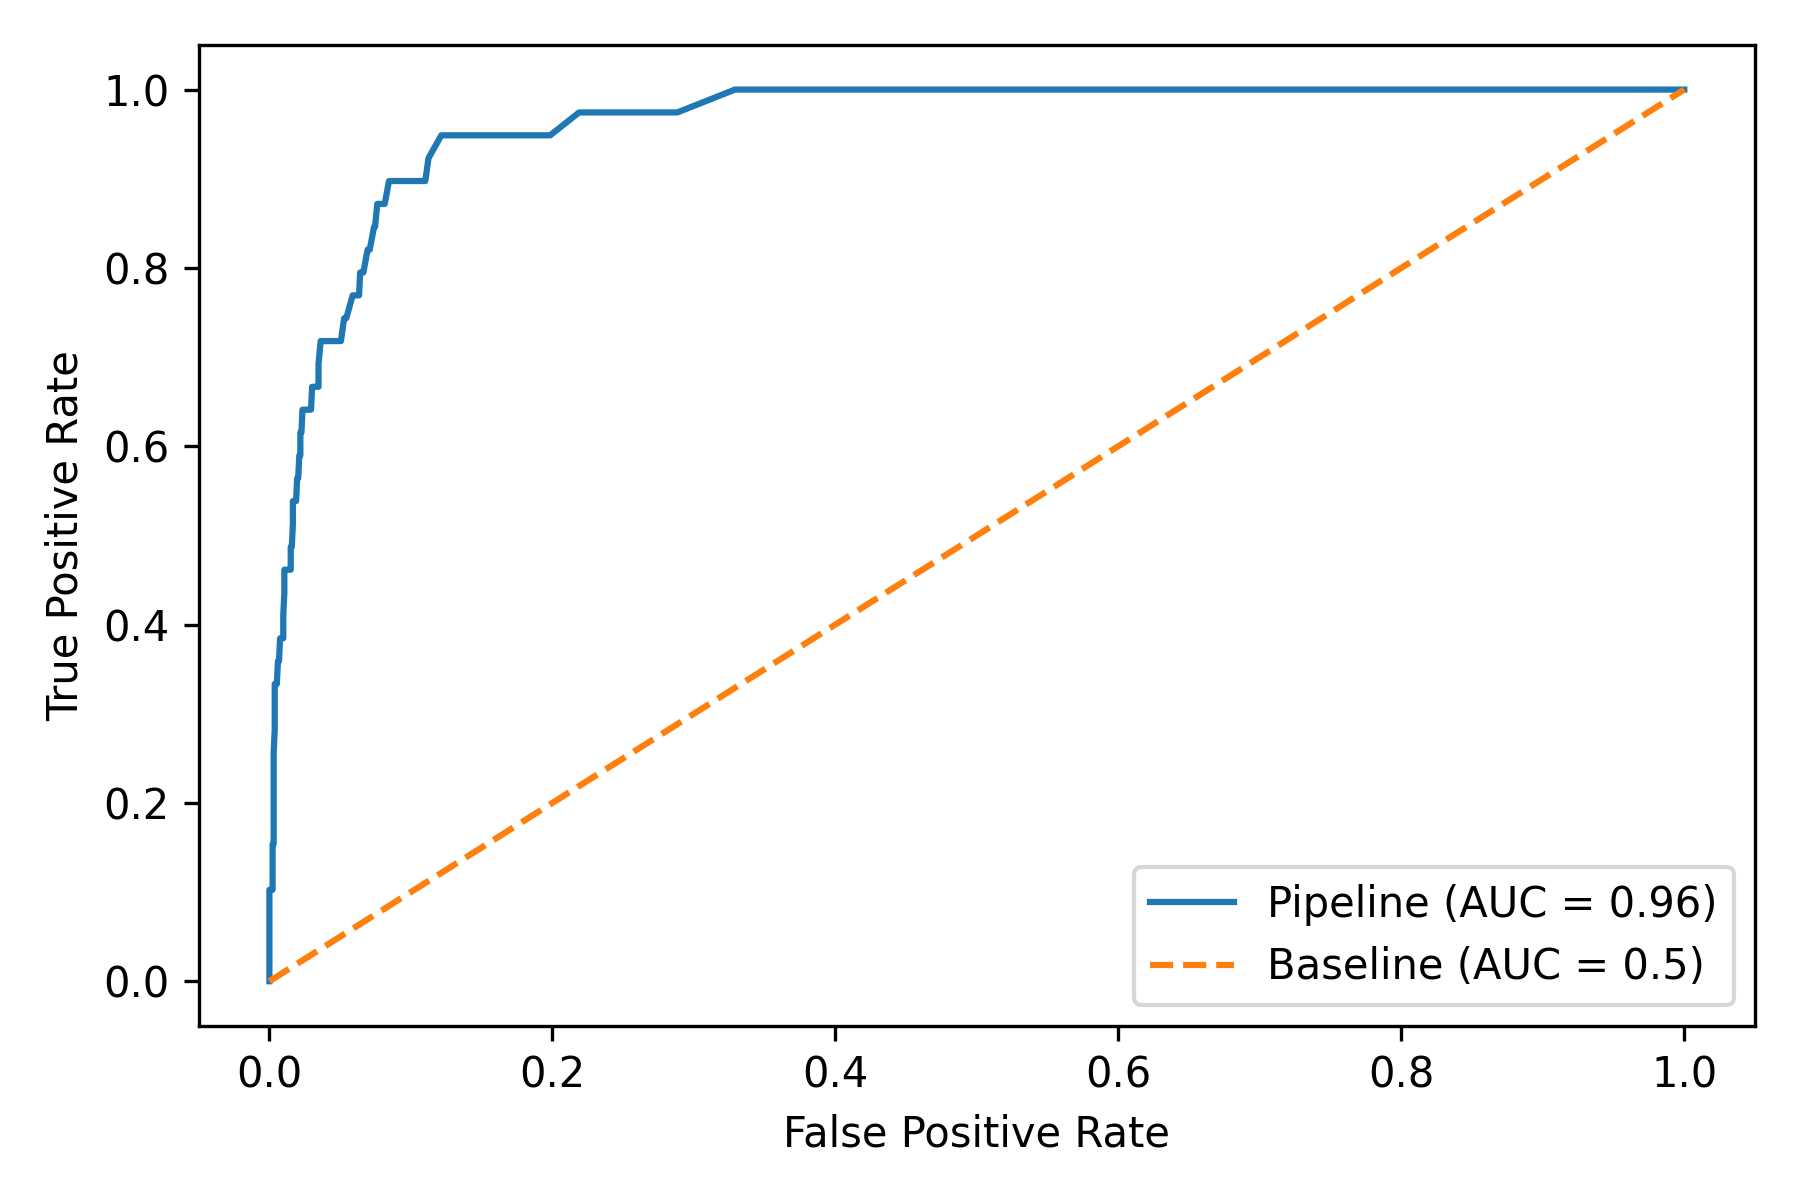 1.0
0.8
0.6
0.4
0.2
0.0
True Positive Rate
Pipeline (AUC = 0.96)
Baseline (AUC = 0.5)
0.0 0.2 0.4 0.6 0.8 1.0
False Positive Rate